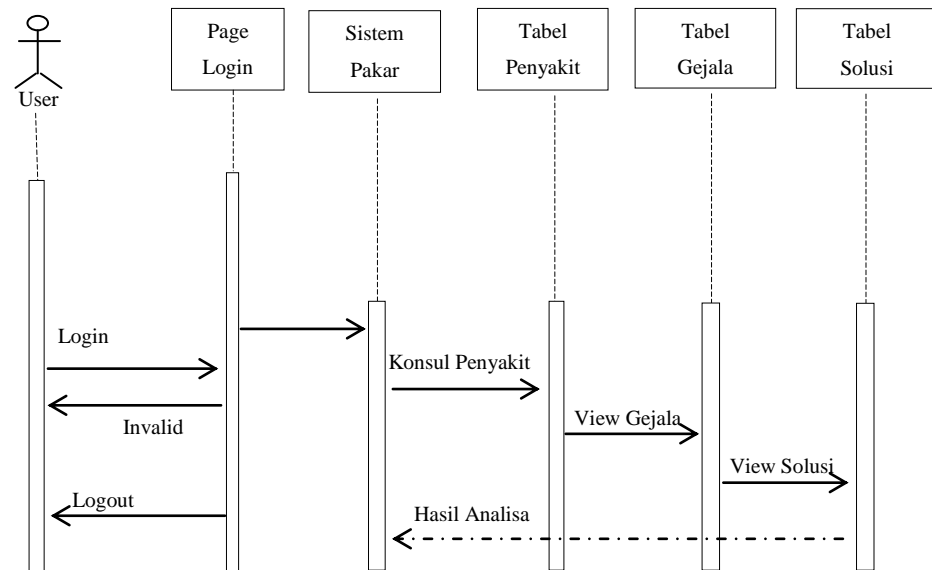 Page
Login
Sistem
Pakar
Tabel
Penyakit
Tabel
Gejala
Tabel
Solusi
User
Login
Konsul Penyakit
Invalid
View Gejala
View Solusi
Logout
Hasil Analisa